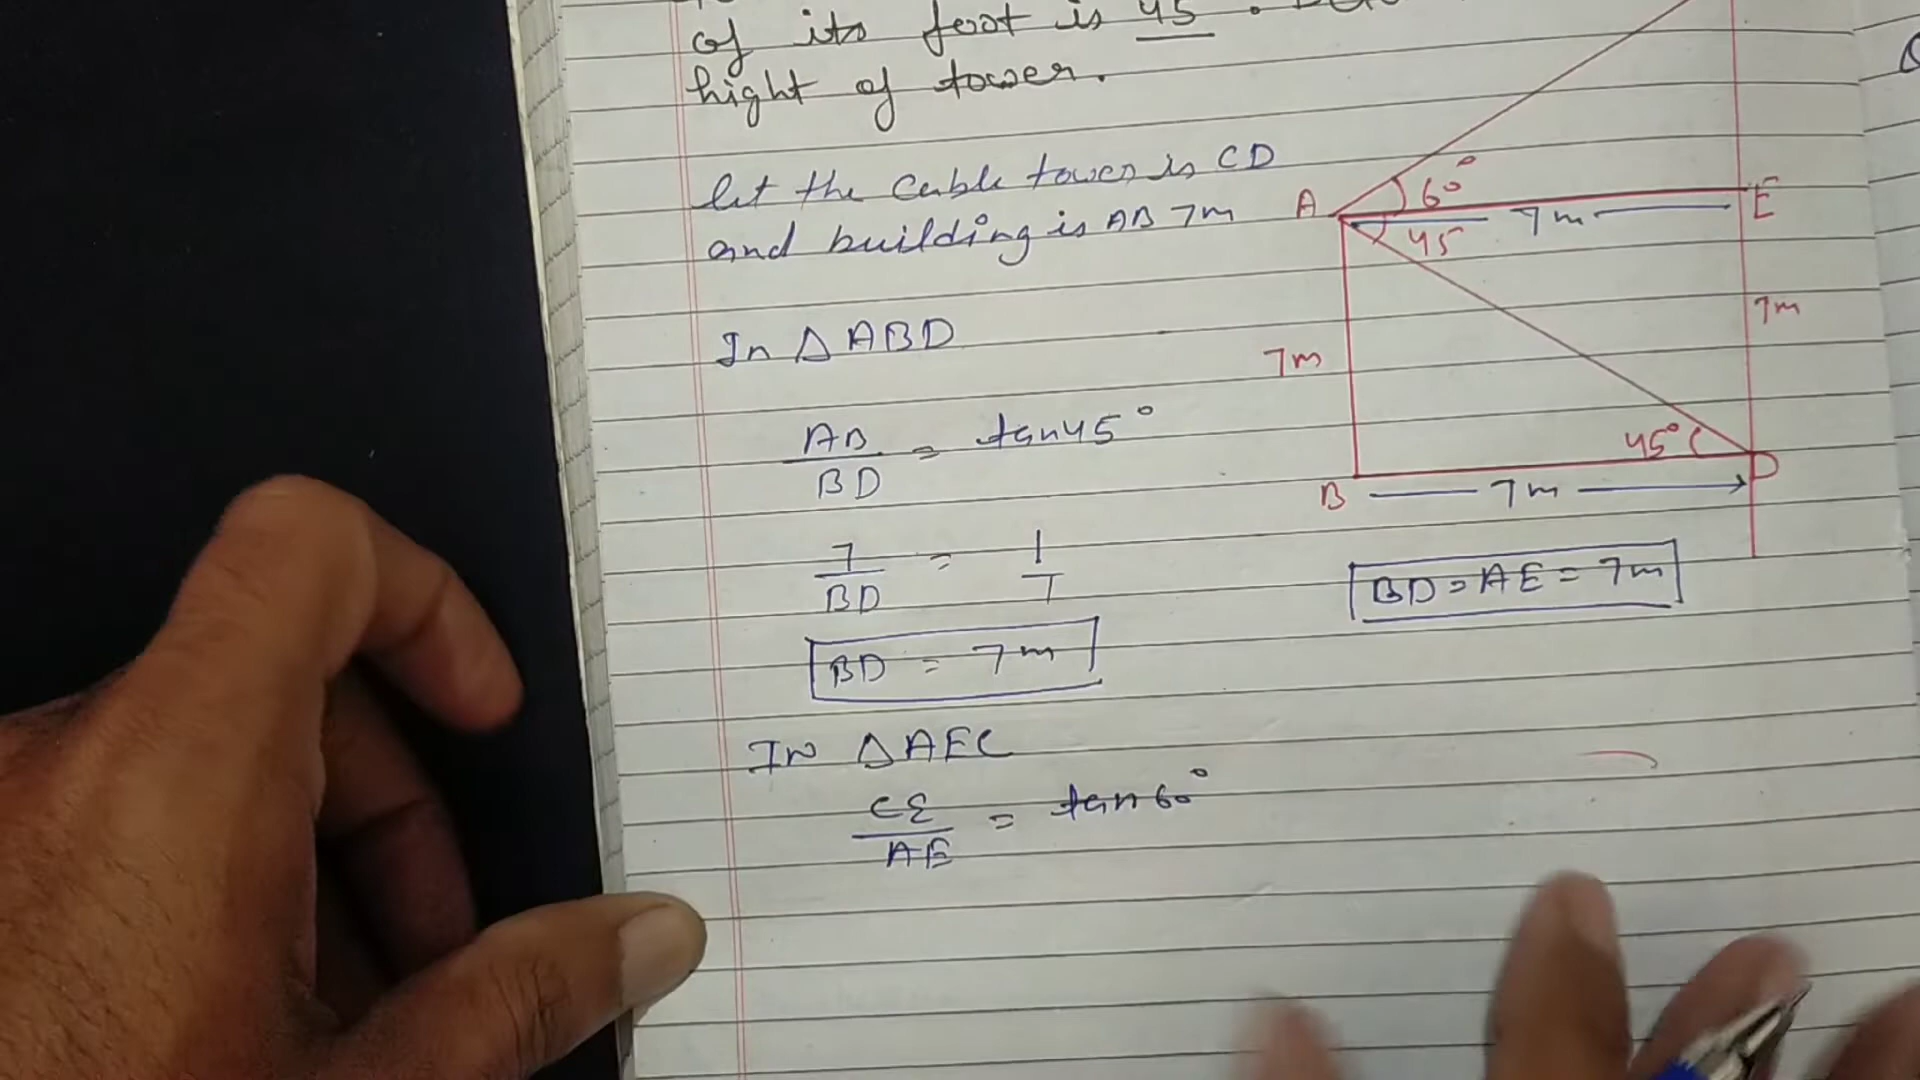 of its foot is 45
hight of tower.
let the Cable tower is CD
and building is AB 7m
In △ ABD
AB
BD
= tan45°
7
BD
=
1
1
BD = 7m
IN △AEC
CE
AE
= tan60°
A
60°
E
45
7m
7m
7m
45°
B
7m
D
BD = AE = 7m